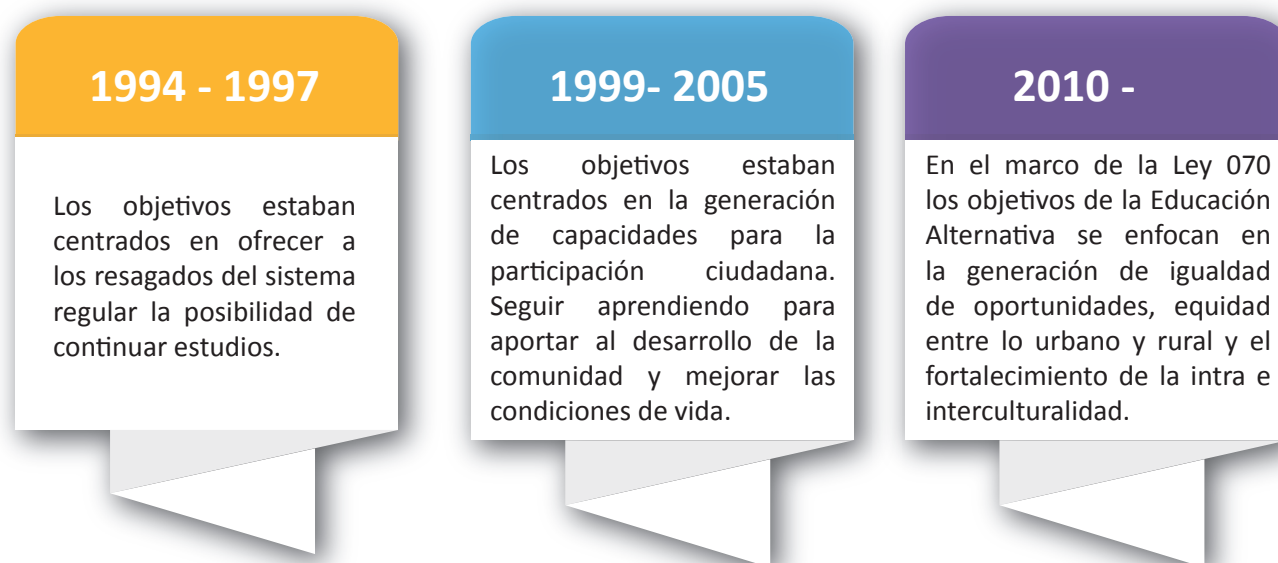 1994 - 1997
Los objetivos estaban
centrados en ofrecer a
los resagados del sistema
regular la posibilidad de
continuar estudios.
1999- 2005
Los objetivos estaban
centrados en la generación
de capacidades para la
participación ciudadana.
Seguir aprendiendo para
aportar al desarrollo de la
comunidad y mejorar las
condiciones de vida.
2010 -
En el marco de la Ley 070
los objetivos de la Educación
Alternativa se enfocan en
la generación de igualdad
de oportunidades, equidad
entre lo urbano y rural y el
fortalecimiento de la intra e
interculturalidad.